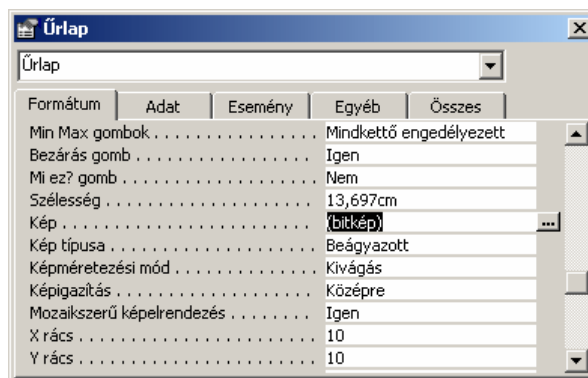 Űrlap
Űrlap
Formátum Adat Esemény Egyéb Összes
Min Max gombok . . . . . . . . . . . . . . . . Mindkettő engedélyezett
Bezárás gomb . . . . . . . . . . . . . . . . . Igen
Mi ez? gomb . . . . . . . . . . . . . . . . . . Nem
Szélesség . . . . . . . . . . . . . . . . . . . . 13,697cm
Kép . . . . . . . . . . . . . . . . . . . . . . . . (bitkép) ...
Kép típusa . . . . . . . . . . . . . . . . . . . Beágyazott
Képméretezési mód . . . . . . . . . . . . . Kivágás
Képigazítás . . . . . . . . . . . . . . . . . . . Középre
Mozaikszerű képelrendezés . . . . . . . . Igen
X rács . . . . . . . . . . . . . . . . . . . . . . 10
Y rács . . . . . . . . . . . . . . . . . . . . . . 10